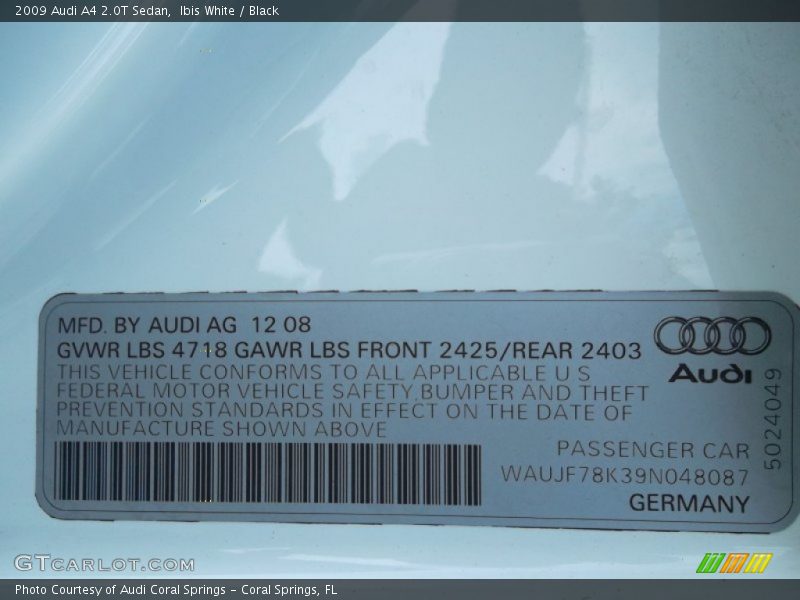 2009 Audi A4 2.0T Sedan, Ibis White / Black
MFD. BY AUDI AG 12 08
GVWR LBS 4718 GAWR LBS FRONT 2425/REAR 2403
THIS VEHICLE CONFORMS TO ALL APPLICABLE U S
FEDERAL MOTOR VEHICLE SAFETY,BUMPER AND THEFT
PREVENTION STANDARDS IN EFFECT ON THE DATE OF
MANUFACTURE SHOWN ABOVE
Audi
5024049
PASSENGER CAR
WAUJF78K39N048087
GERMANY
GTCARLOT.COM
Photo Courtesy of Audi Coral Springs - Coral Springs, FL